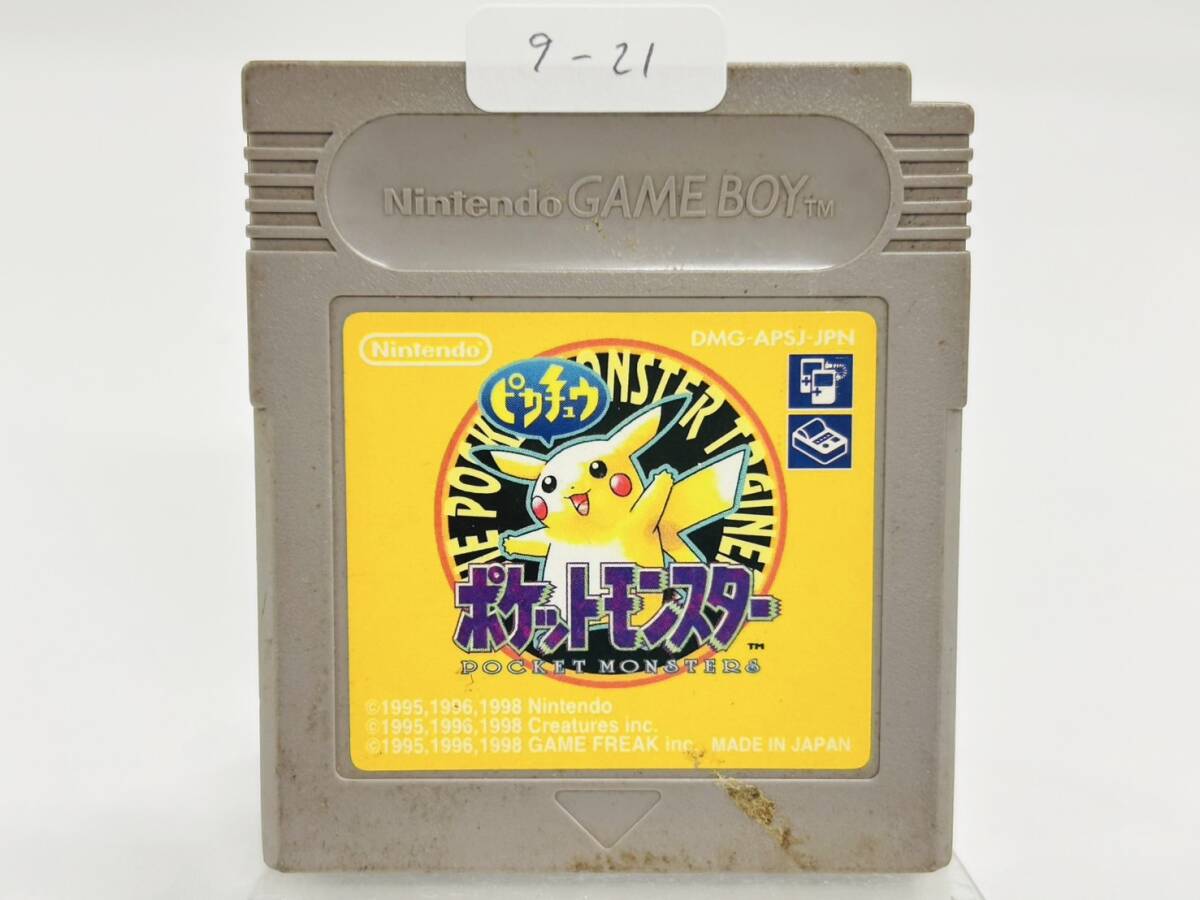 9-21
Nintendo GAME BOY TM
Nintendo
DMG-APSJ-JPN
ピカチュウ
ポケットモンスター
TM
POCKET MONSTERS
©1995,1996,1998 Nintendo
©1995,1996,1998 Creatures inc.
©1995,1996,1998 GAME FREAK inc. MADE IN JAPAN